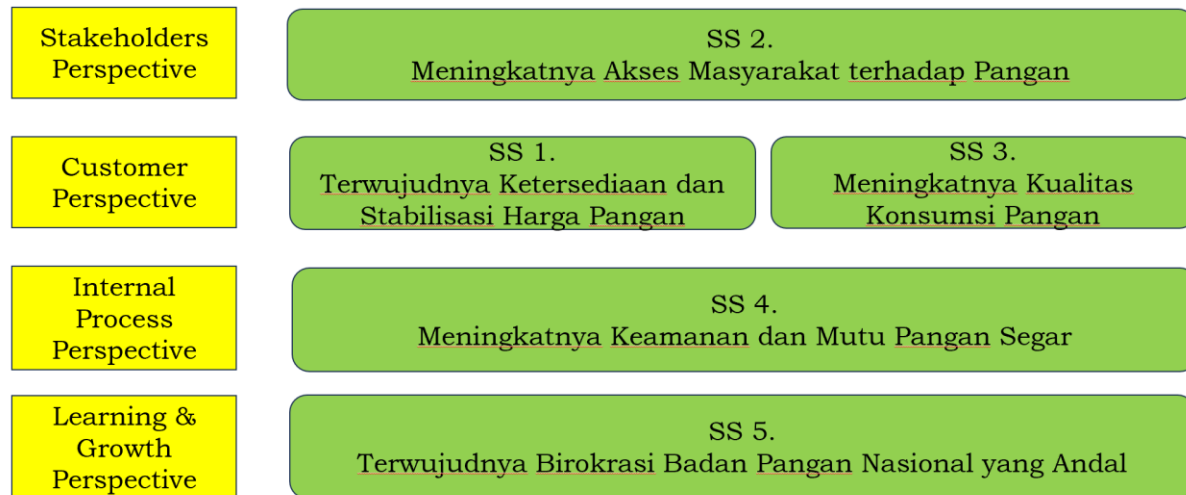 Stakeholders
Perspective
SS 2.
Meningkatnya Akses Masyarakat terhadap Pangan
Customer
Perspective
SS 1.
Terwujudnya Ketersediaan dan
Stabilisasi Harga Pangan
SS 3.
Meningkatnya Kualitas
Konsumsi Pangan
Internal
Process
Perspective
SS 4.
Meningkatnya Keamanan dan Mutu Pangan Segar
Learning &
Growth
Perspective
SS 5.
Terwujudnya Birokrasi Badan Pangan Nasional yang Andal